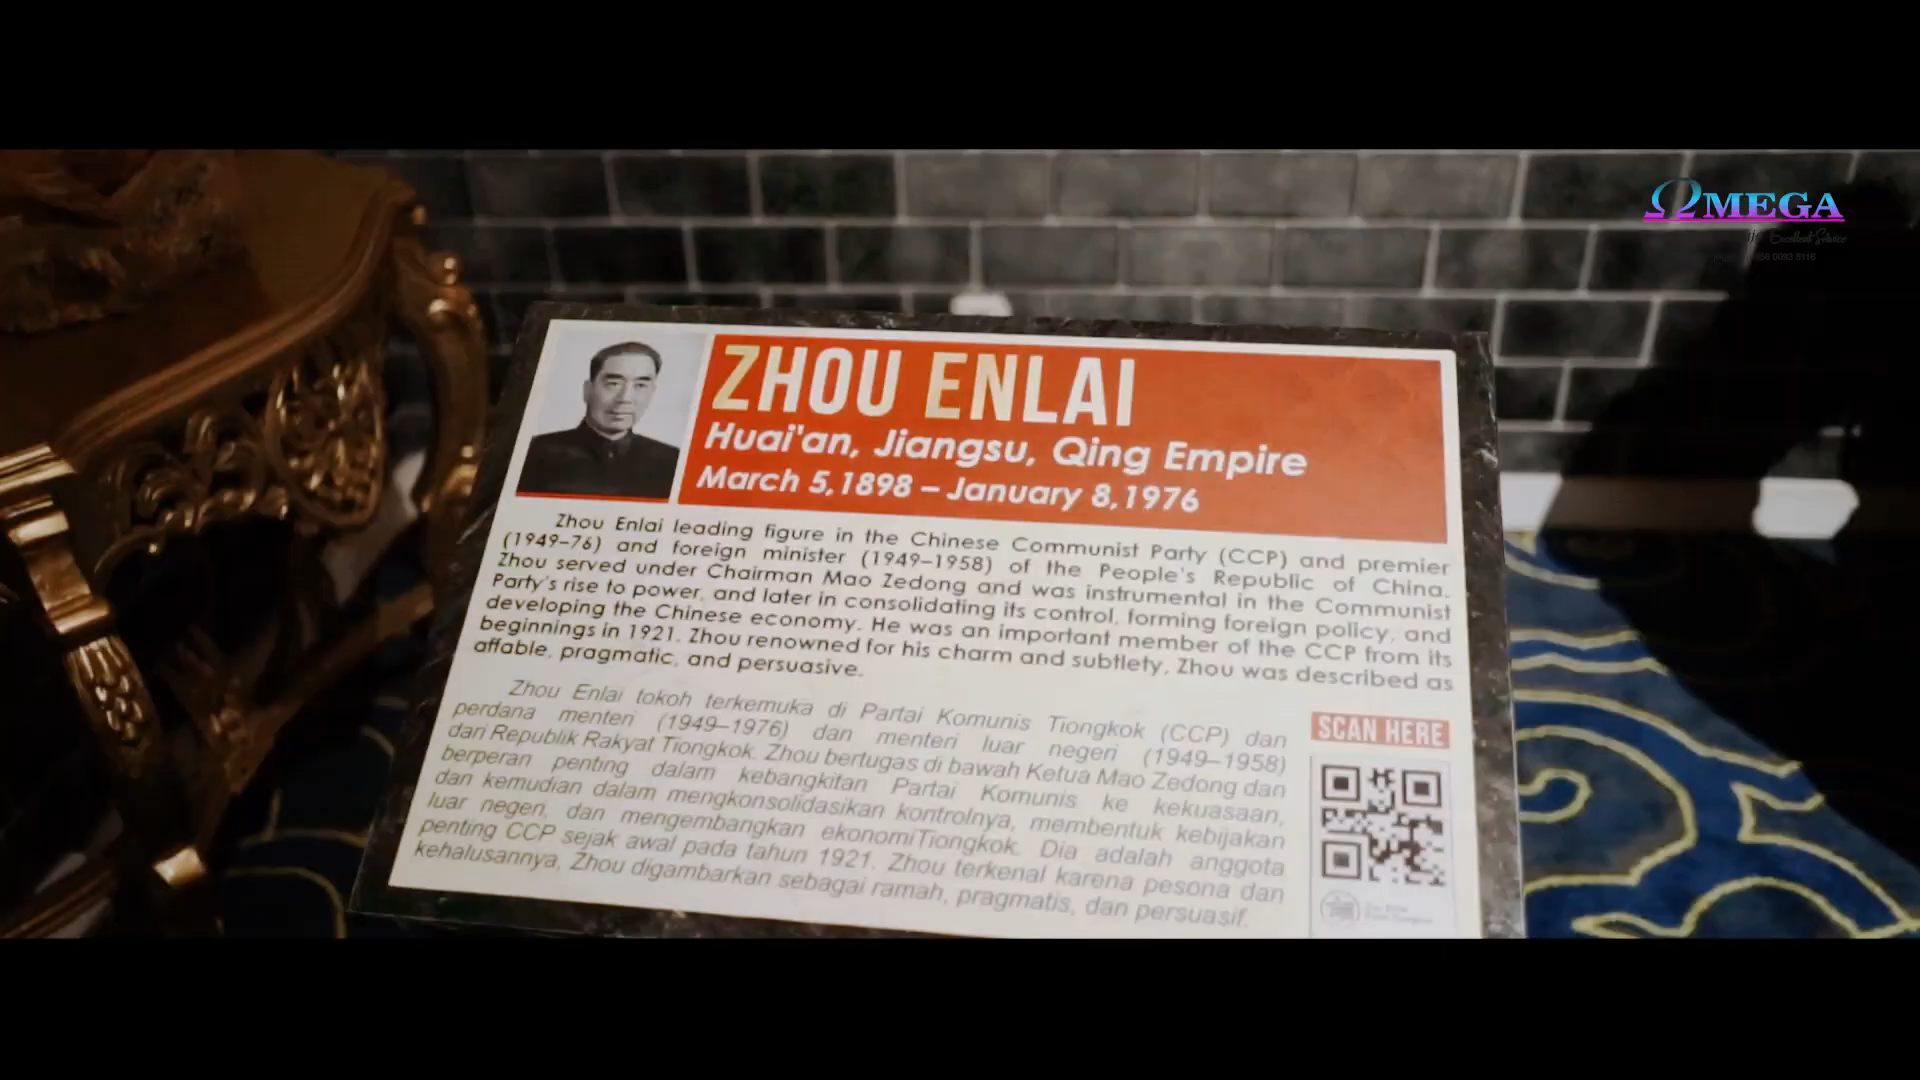 ΩMEGA
Excellent Service
ZHOU ENLAI
Huai'an, Jiangsu, Qing Empire
March 5,1898 – January 8,1976
Zhou Enlai leading figure in the Chinese Communist Party (CCP) and premier
(1949–76) and foreign minister (1949–1958) of the People's Republic of China.
Zhou served under Chairman Mao Zedong and was instrumental in the Communist
Party's rise to power, and later in consolidating its control, forming foreign policy, and
developing the Chinese economy. He was an important member of the CCP from its
beginnings in 1921. Zhou renowned for his charm and subtlety, Zhou was described as
affable, pragmatic, and persuasive.
Zhou Enlai tokoh terkemuka di Partai Komunis Tiongkok (CCP) dan
perdana menteri (1949–1976) dan menteri luar negeri (1949–1958)
dari Republik Rakyat Tiongkok. Zhou bertugas di bawah Ketua Mao Zedong dan
berperan penting dalam kebangkitan Partai Komunis ke kekuasaan,
dan kemudian dalam mengkonsolidasikan kontrolnya, membentuk kebijakan
luar negeri, dan mengembangkan ekonomiTiongkok. Dia adalah anggota
penting CCP sejak awal pada tahun 1921. Zhou terkenal karena pesona dan
kehalusannya, Zhou digambarkan sebagai ramah, pragmatis, dan persuasif.
SCAN HERE